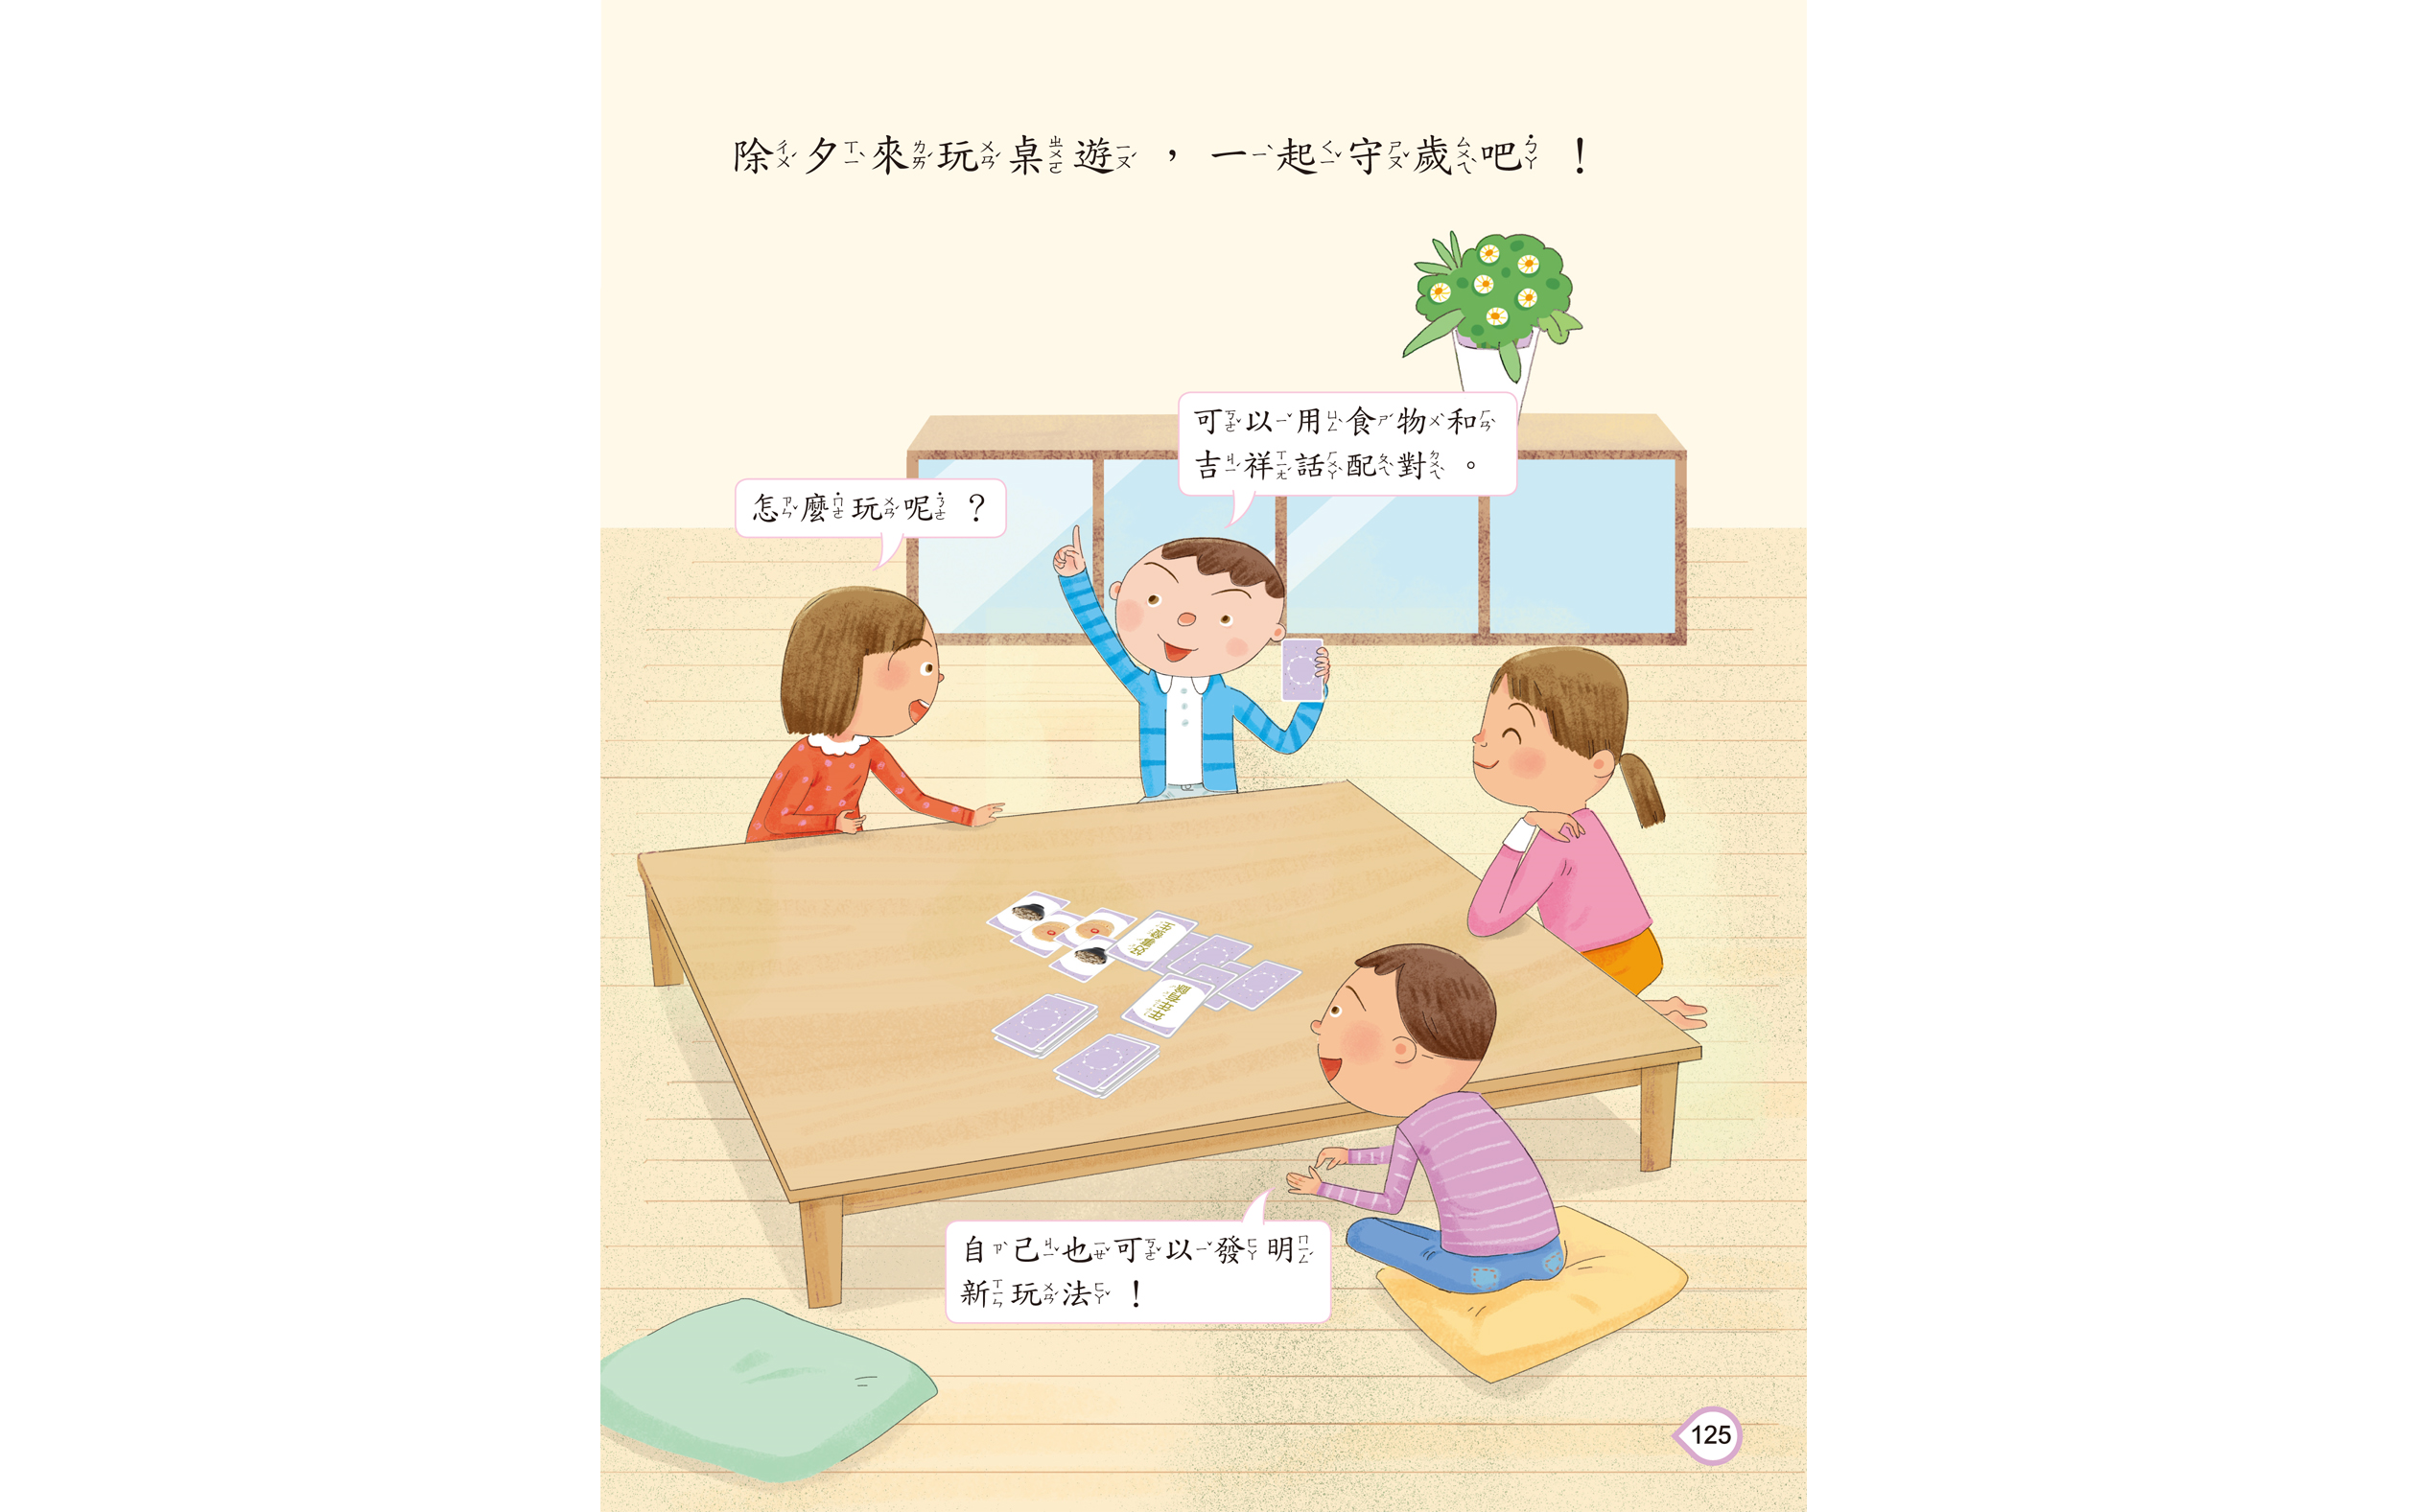 除夕來玩桌遊，一起守歲吧！
可以用食物和
吉祥話配對。
怎麼玩呢？
自己也可以發明
新玩法！
125